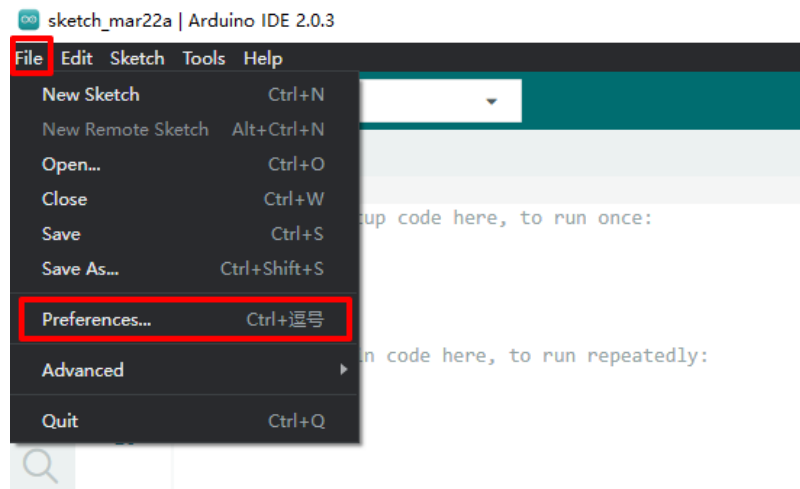 sketch_mar22a | Arduino IDE 2.0.3
File Edit Sketch Tools Help
New Sketch Ctrl+N
New Remote Sketch Alt+Ctrl+N
Open... Ctrl+O
Close Ctrl+W
tup code here, to run once:
Save Ctrl+S
Save As... Ctrl+Shift+S
Preferences... Ctrl+逗号
in code here, to run repeatedly:
Advanced
Quit Ctrl+Q